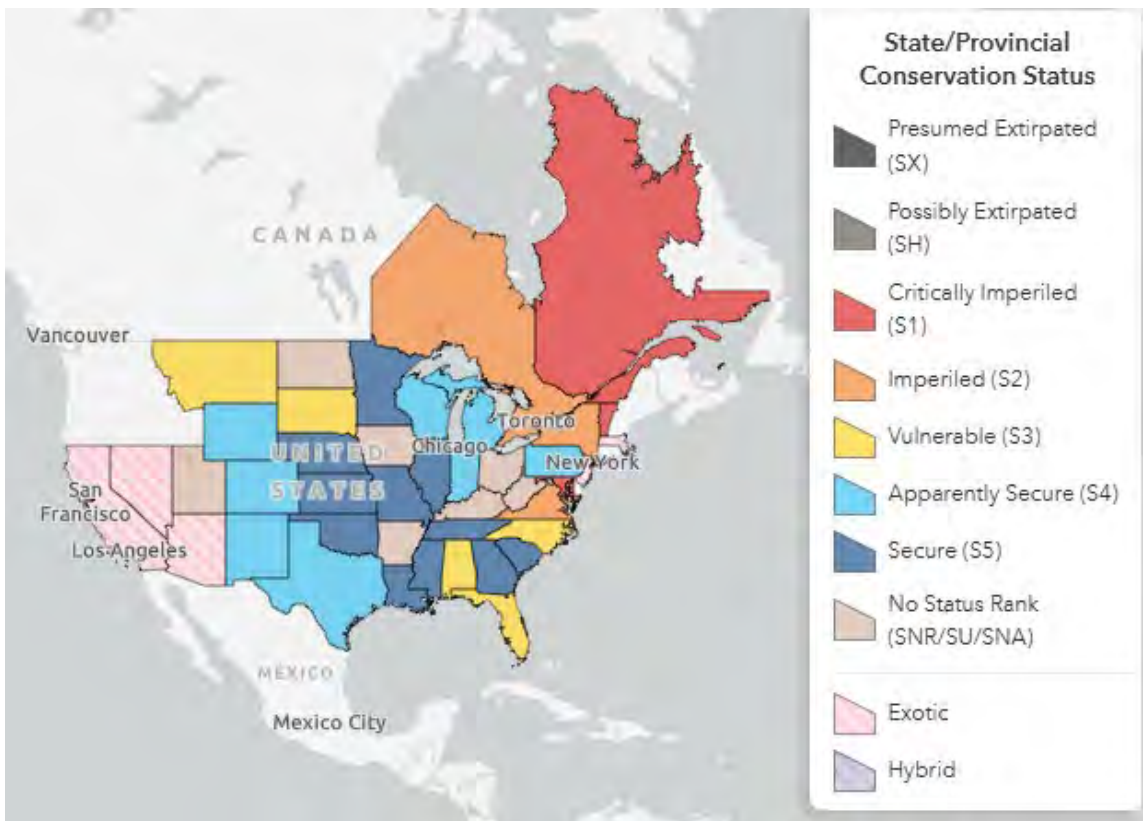 CANADA
Vancouver
Toronto
Chicago
UNITED
New York
STATES
San
Francisco
Los Angeles
MEXICO
Mexico City
State/Provincial
Conservation Status
Presumed Extirpated
(SX)
Possibly Extirpated
(SH)
Critically Imperiled
(S1)
Imperiled (S2)
Vulnerable (S3)
Apparently Secure (S4)
Secure (S5)
No Status Rank
(SNR/SU/SNA)
Exotic
Hybrid